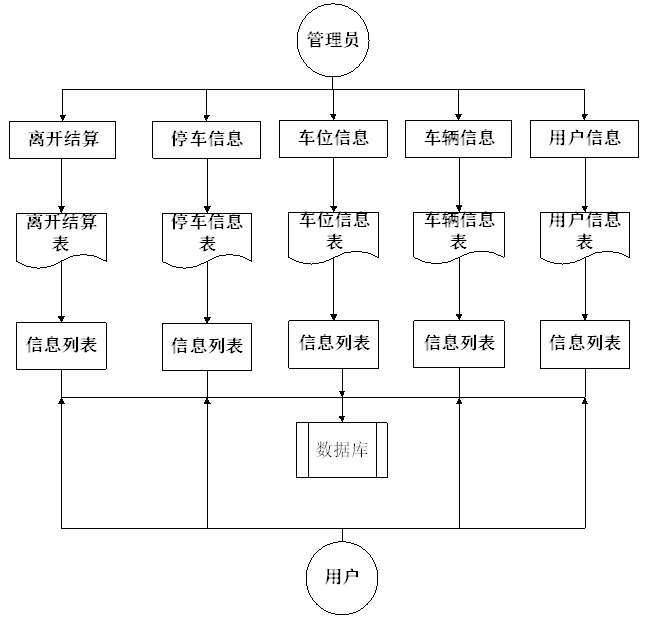 管理员
离开结算
停车信息
车位信息
车辆信息
用户信息
离开结算
表
停车信息
表
车位信息
表
车辆信息
表
用户信息
表
信息列表
信息列表
信息列表
信息列表
信息列表
数据库
用户